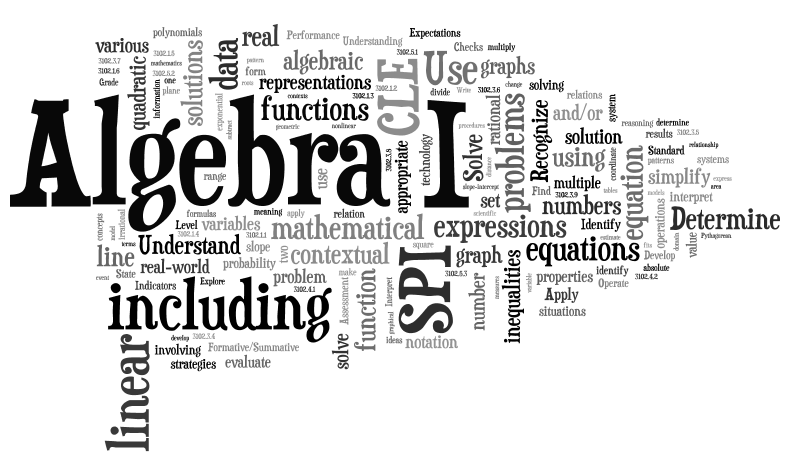 polynomials
various
3102.1.5
3102.3.7
mathematics
3102.1.6
3102.5.2
Grade
quadratic
information
one
plane
solutions
data
real
Performance
Understanding
Expectations
3102.5.1
Checks
multiply
pattern
form
roots
algebraic
representations
contexts
3102.1.3
3102.1.2
functions
geometric
nonlinear
exponential
subtract
CLE
Use
graphs
divide
Write
3102.3.6
change
solving
relations
and/or
system
Algebra I
range
use
3102.3.8
appropriate
technology
procedures
Solve
distance
slope-intercept
rational
problems
Recognize
solution
using
coordinate
multiple
3102.3.9
tables
Find
set
scientific
numbers
Identify
estimate
equation
reasoning
determine
results
3102.3.5
Standard
relationship
patterns
systems
simplify
express
area
models
interpret
operations
domain
Determine
value
Pythagorean
fits
Develop
absolute
3102.4.2
identify
Operate
concepts
model
irrational
formulas
meaning
apply
relation
Level
variables
3102.1.4
3102.1.1
mathematical
expressions
terms
Understand
slope
two
contextual
square
line
event
State
real-world
probability
problem
3102.4.1
make
Indicators
Explore
including
Assessment
function
Interpret
graphical
ideas
SPI
3102.5.3
graph
equations
number
measures
inequalities
variable
properties
Apply
situations
notation
solve
develop
3102.3.4
involving
Formative/Summative
strategies
evaluate
linear